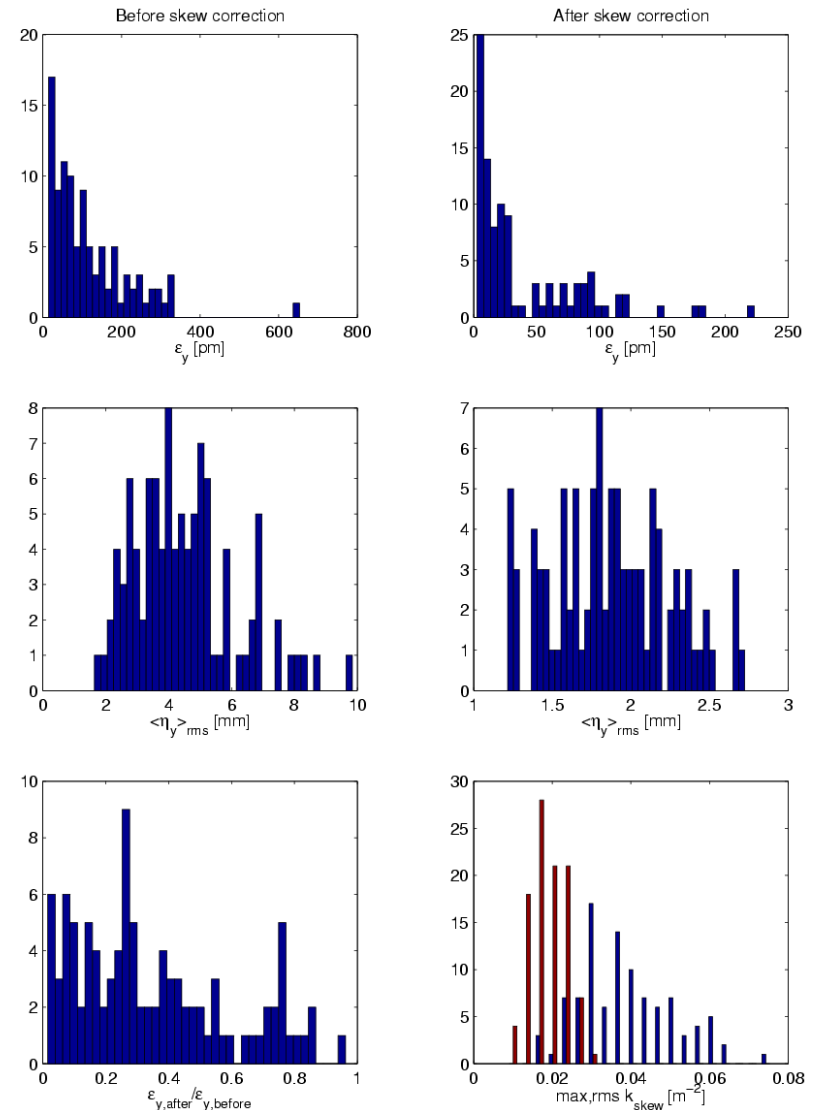 Before skew correction
20
15
10
5
0
0 200 400 600 800
ε_y [pm]
After skew correction
25
20
15
10
5
0
0 50 100 150 200 250
ε_y [pm]
8
7
6
5
4
3
2
1
0
0 2 4 6 8 10
<η_y>_rms [mm]
7
6
5
4
3
2
1
0
1 1.5 2 2.5 3
<η_y>_rms [mm]
10
8
6
4
2
0
0 0.2 0.4 0.6 0.8 1
ε_y,after/ε_y,before
30
25
20
15
10
5
0
0 0.02 0.04 0.06 0.08
max,rms k_skew [m^-2]